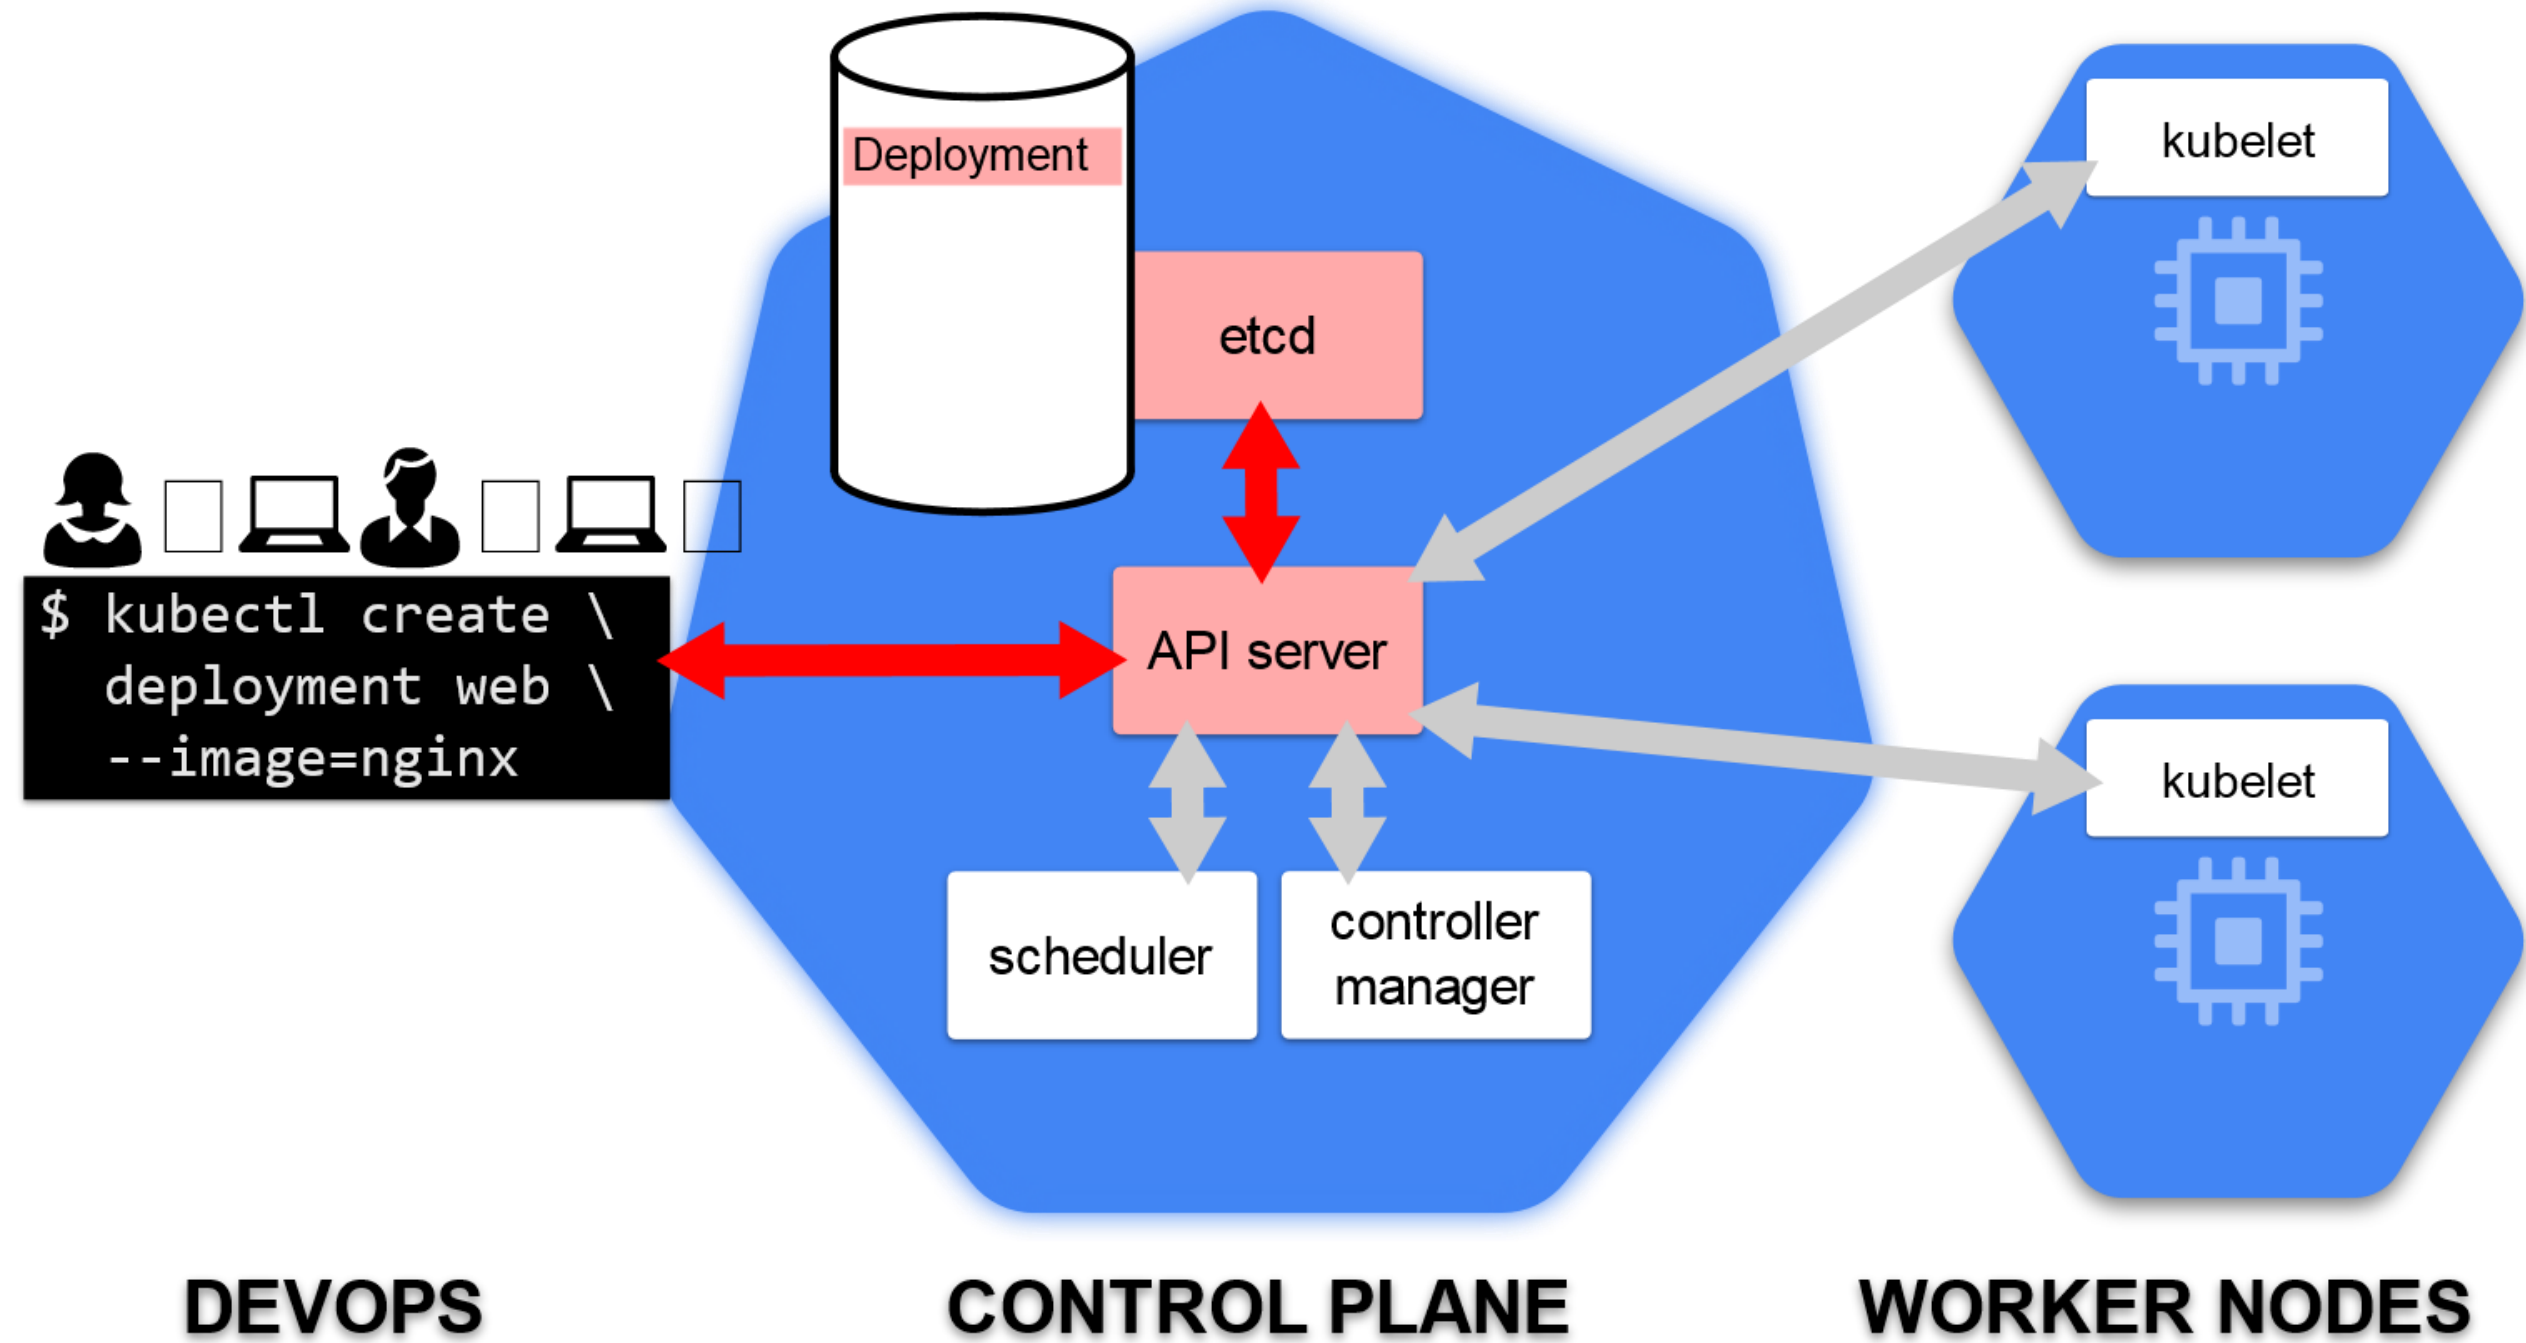 Deployment
etcd
kubelet
$ kubectl create \
deployment web \
--image=nginx
API server
kubelet
scheduler
controller
manager
DEVOPS
CONTROL PLANE
WORKER NODES